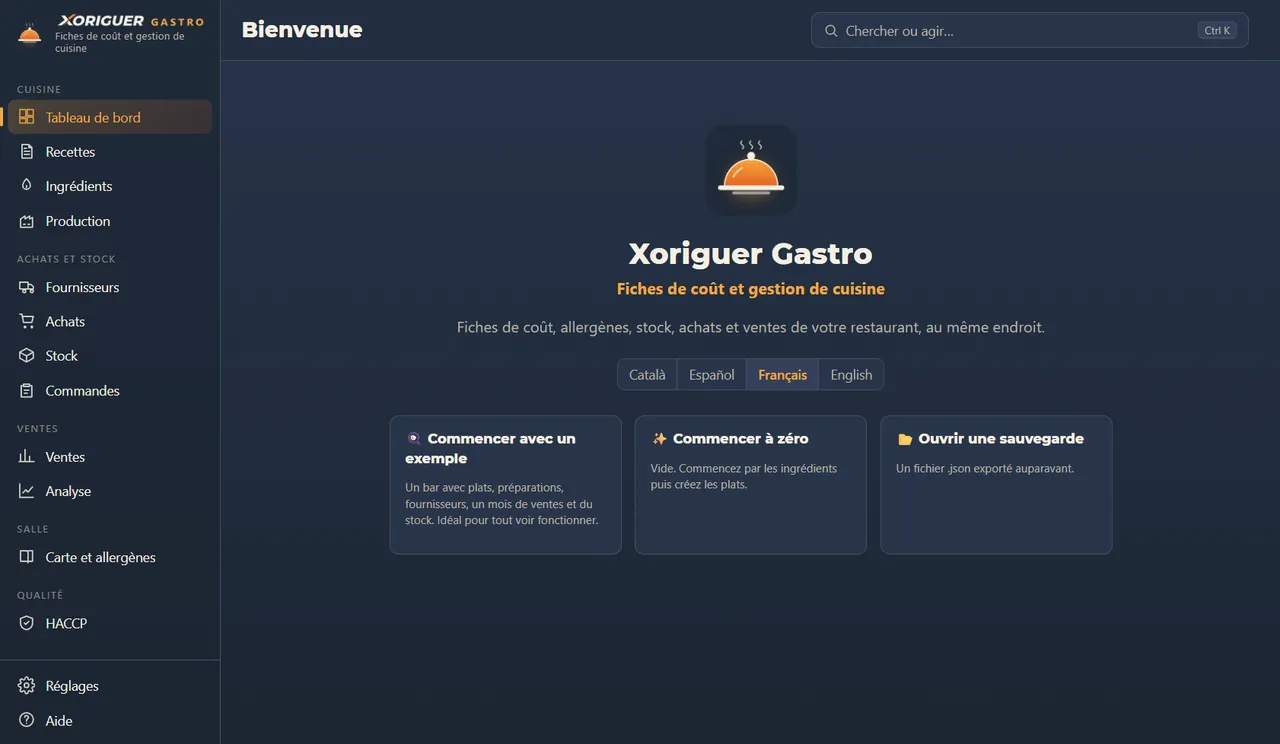 XORIGUER GASTRO
Fiches de coût et gestion de
cuisine
Bienvenue
Chercher ou agir...
Ctrl K
CUISINE
Tableau de bord
Recettes
Ingrédients
Production
ACHATS ET STOCK
Fournisseurs
Achats
Stock
Commandes
VENTES
Ventes
Analyse
SALLE
Carte et allergènes
QUALITÉ
HACCP
Réglages
Aide
Xoriguer Gastro
Fiches de coût et gestion de cuisine
Fiches de coût, allergènes, stock, achats et ventes de votre restaurant, au même endroit.
Català
Español
Français
English
Commencer avec un
exemple
Un bar avec plats, préparations,
fournisseurs, un mois de ventes et du
stock. Idéal pour tout voir fonctionner.
Commencer à zéro
Vide. Commencez par les ingrédients
puis créez les plats.
Ouvrir une sauvegarde
Un fichier .json exporté auparavant.